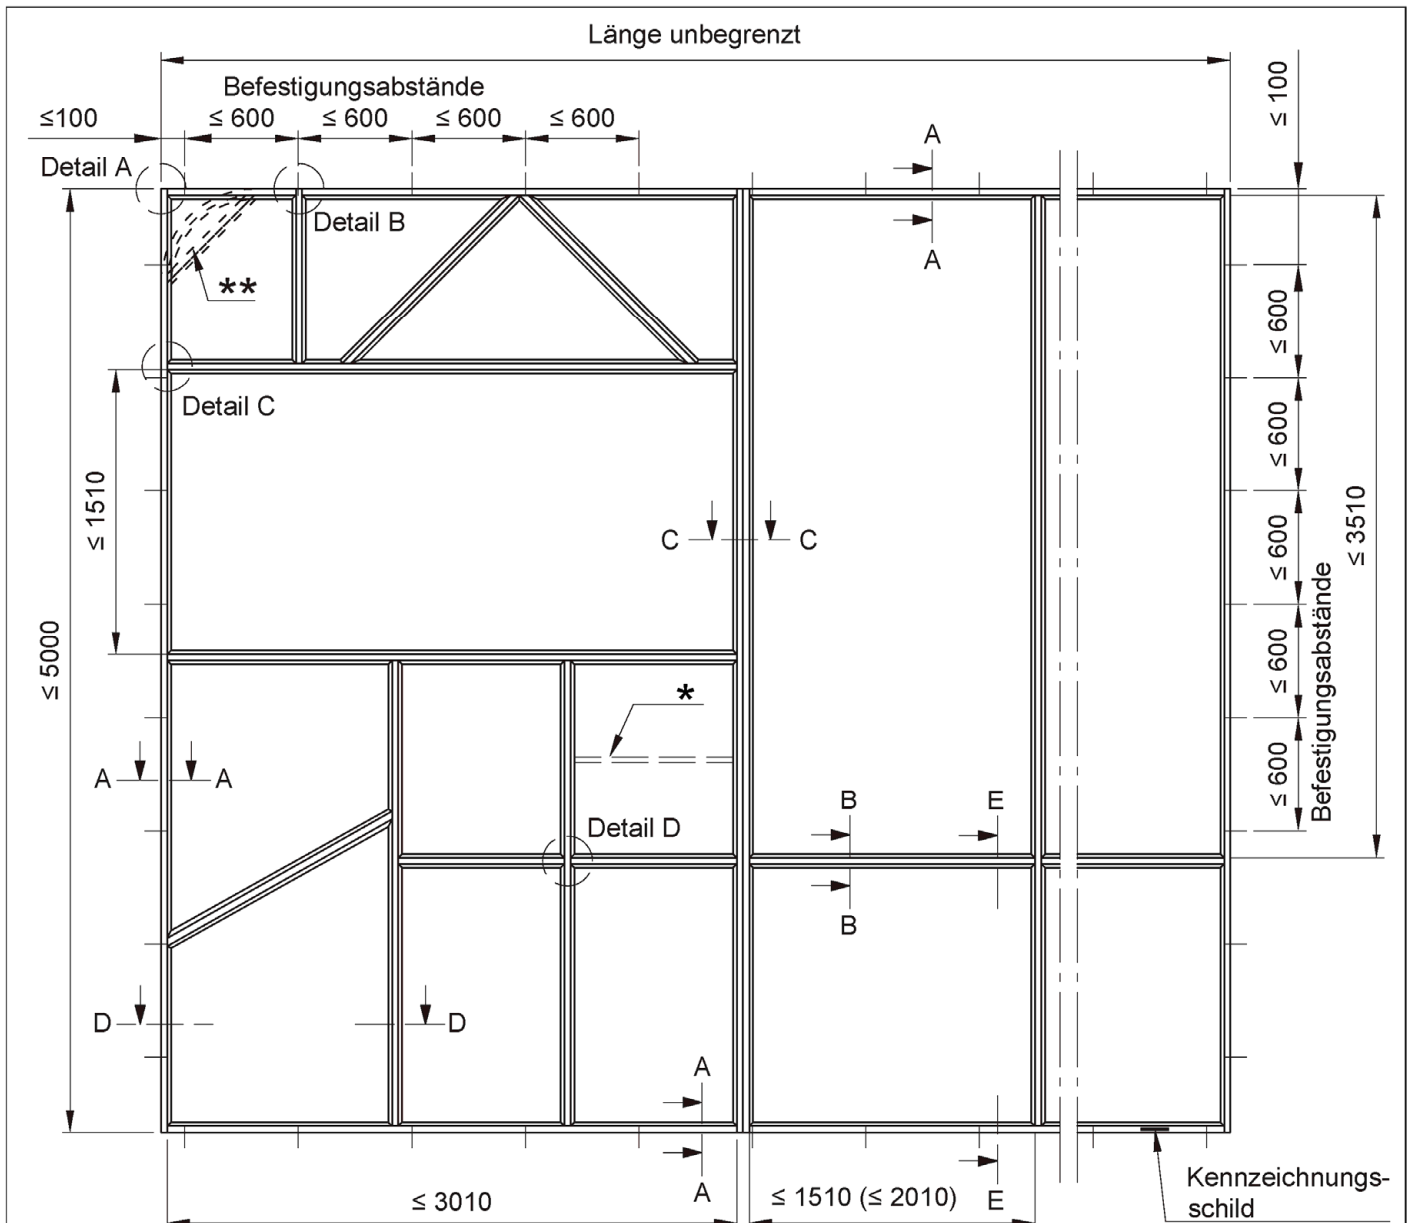 Länge unbegrenzt
Befestigungsabstände
≤100
≤ 600
≤ 600
≤ 600
≤ 600
≤ 100
A
Detail A
Detail B
A
**
≤ 600
Detail C
≤ 600
≤ 1510
C
C
≤ 600
≤ 3510
≤ 5000
≤ 600
Befestigungsabstände
*
A
A
≤ 600
B
E
Detail D
B
D
D
A
A
≤ 3010
≤ 1510 (≤ 2010)
E
Kennzeichnungs-
schild